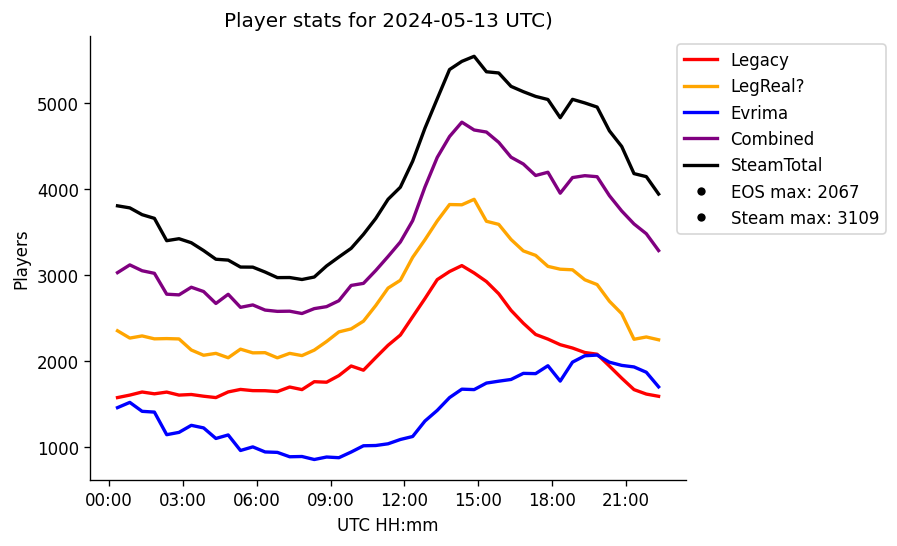 Player stats for 2024-05-13 UTC)
Legacy
LegReal?
Evrima
Combined
SteamTotal
EOS max: 2067
Steam max: 3109
Players
5000
4000
3000
2000
1000
00:00 03:00 06:00 09:00 12:00 15:00 18:00 21:00
UTC HH:mm